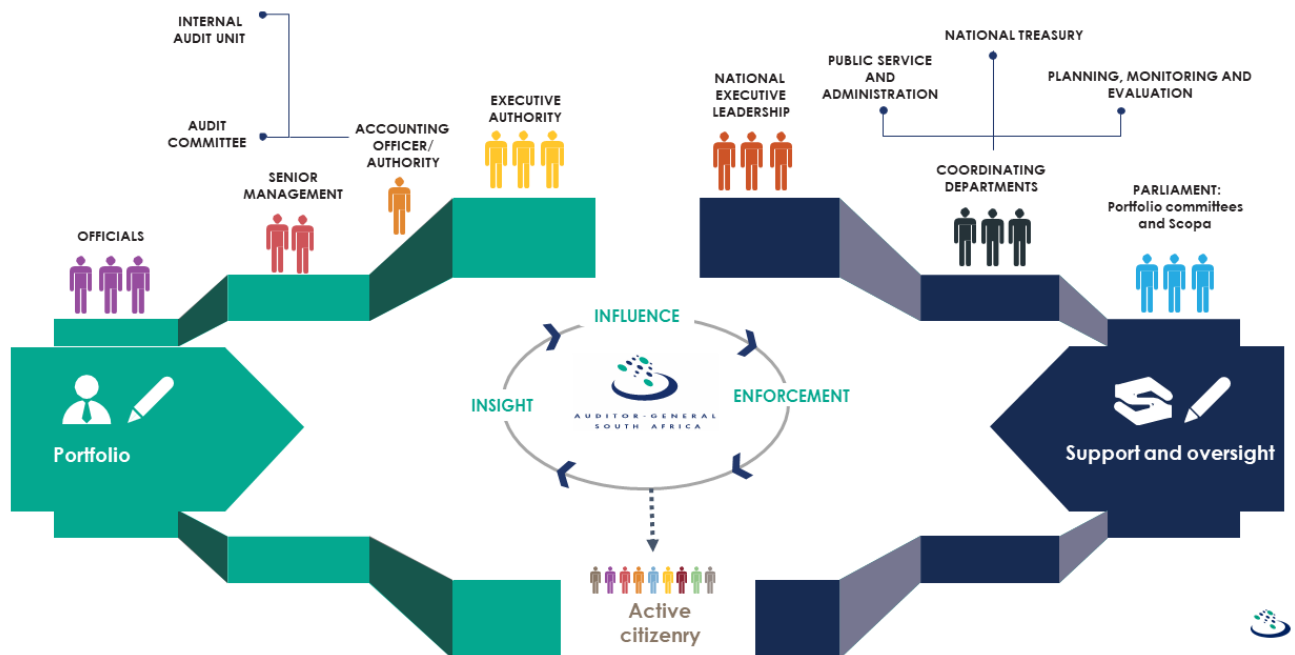 INTERNAL
AUDIT UNIT
AUDIT
COMMITTEE
ACCOUNTING
OFFICER/
AUTHORITY
EXECUTIVE
AUTHORITY
SENIOR
MANAGEMENT
OFFICIALS
NATIONAL
EXECUTIVE
LEADERSHIP
PUBLIC SERVICE
AND
ADMINISTRATION
NATIONAL TREASURY
PLANNING, MONITORING AND
EVALUATION
COORDINATING
DEPARTMENTS
PARLIAMENT:
Portfolio committees
and Scopa
INFLUENCE
INSIGHT
ENFORCEMENT
AUDITOR-GENERAL
SOUTH AFRICA
Portfolio
Support and oversight
Active
citizenry